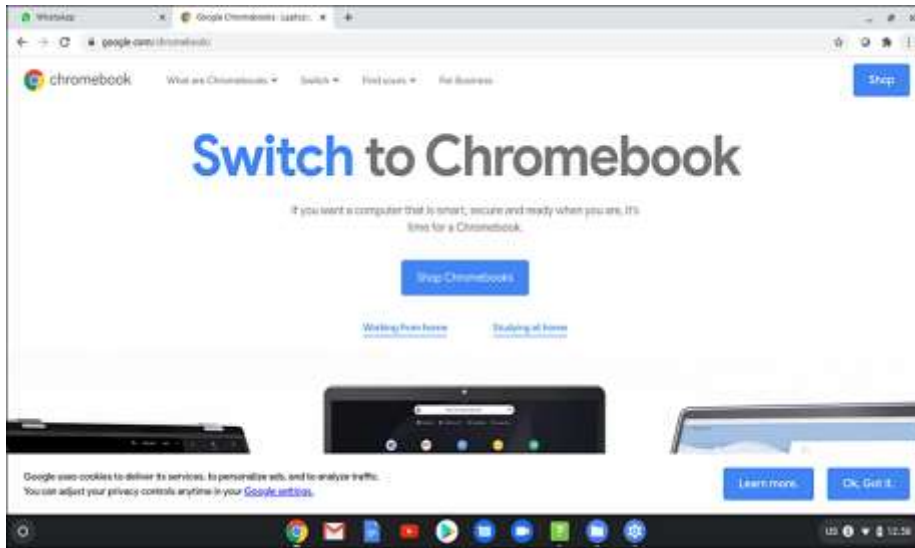 WhatsApp
Google Chromebooks - Laptop
google.com/chromebooks
chromebook
What are Chromebooks
Switch
Find yours
For Business
Shop
Switch to Chromebook
If you want a computer that is smart, secure and ready when you are, it's
time for a Chromebook.
Shop Chromebooks
Working from home
Studying at home
Google uses cookies to deliver its services, to personalize ads, and to analyze traffic.
You can adjust your privacy controls anytime in your Google settings.
Learn more.
Ok, Got it.
US